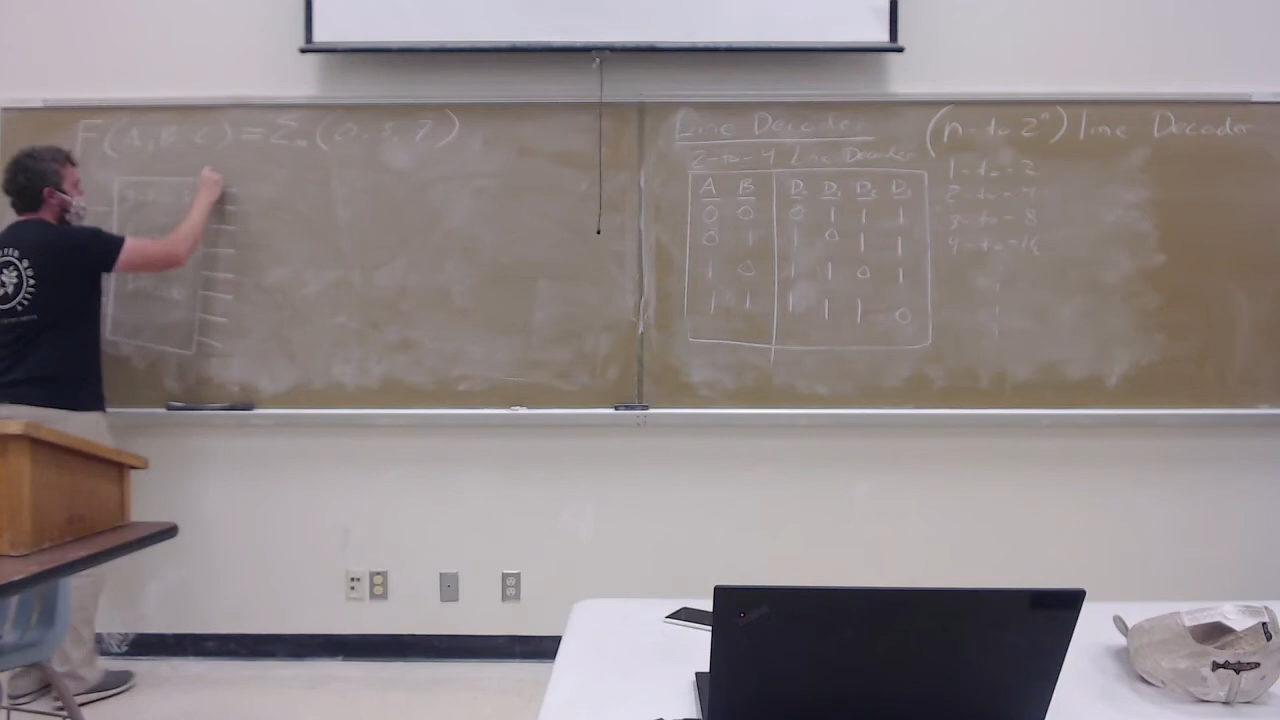 F(A,B,C) = Σm(0,3,7)
Line Decoder
2-to-4 Line Decoder
A B D₀ D₁ D₂ D₃
0 0 0 1 1 1
0 1 1 0 1 1
1 0 1 1 0 1
1 1 1 1 1 0
(n-to 2ⁿ) line Decoder
1-to-2
2-to-4
3-to-8
4-to-16